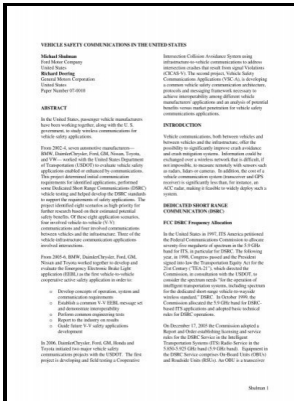 VEHICLE SAFETY COMMUNICATIONS IN THE UNITED STATES
Michael Shulman
Ford Motor Company
United States
Richard Deering
General Motors Corporation
United States
Paper Number 07-0010
ABSTRACT
In the United States, passenger vehicle manufacturers
have been working together, along with the U.S.
government, to study wireless communications for
vehicle safety applications.
From 2002-4, seven automotive manufacturers—
BMW, DaimlerChrysler, Ford, GM, Nissan, Toyota,
and VW— worked with the United States Department
of Transportation (USDOT) to evaluate vehicle safety
applications enabled or enhanced by communications.
This project determined initial communication
requirements for identified applications, performed
some Dedicated Short Range Communications (DSRC)
vehicle testing and helped develop the DSRC standards
to support the requirements of safety applications. The
project identified eight scenarios as high-priority for
further research based on their estimated potential
safety benefits. Of these eight application scenarios,
four involved vehicle-to-vehicle (V-V)
communications and four involved communications
between vehicles and the infrastructure. Three of the
vehicle infrastructure communication applications
involved intersections.
From 2005-6, BMW, DaimlerChrysler, Ford, GM,
Nissan and Toyota worked together to develop and
evaluate the Emergency Electronic Brake Light
application (EEBL) as the first vehicle-to-vehicle
cooperative active safety application in order to:
o Develop concepts of operation, system and
communication requirements
o Establish a common V-V EEBL message set
and demonstrate interoperability
o Perform common engineering tests
o Report to the industry on results
o Guide future V-V safety applications
development
In 2006, DaimlerChrysler, Ford, GM, Honda and
Toyota initiated two major vehicle safety
communications projects with the USDOT. The first
project is developing and field testing a Cooperative
Intersection Collision Avoidance System using
infrastructure-to-vehicle communications to address
intersection crashes that result from signal Violations
(CICAS-V). The second project, Vehicle Safety
Communications Applications (VSC-A), is developing
a common vehicle safety communication architecture,
protocols and messaging framework necessary to
achieve interoperability among different vehicle
manufacturers' applications and an analysis of potential
benefits versus market penetration for vehicle safety
communications applications.
INTRODUCTION
Vehicle communications, both between vehicles and
between vehicles and the infrastructure, offer the
possibility to significantly improve crash-avoidance
and crash-mitigation systems. Information could be
exchanged over a wireless network that is difficult, if
not impossible, to measure remotely with sensors such
as radars, lidars or cameras. In addition, the cost of a
vehicle communication system (transceiver and GPS
receiver) is significantly less than, for instance, an
ACC radar, making it feasible to widely deploy such a
system.
DEDICATED SHORT RANGE
COMMUNICATION (DSRC)
FCC DSRC Frequency Allocation
In the United States in 1997, ITS America petitioned
the Federal Communications Commission to allocate
seventy-five megahertz of spectrum in the 5.9 GHz
band for ITS, in particular for DSRC. The following
year, in 1998, Congress passed and the President
signed into law the Transportation Equity Act for the
21st Century ("TEA-21"), which directed the
Commission, in consultation with the USDOT, to
consider the spectrum needs "for the operation of
intelligent transportation systems, including spectrum
for the dedicated short-range vehicle-to-wayside
wireless standard," DSRC. In October 1999, the
Commission allocated the 5.9 GHz band for DSRC-
based ITS applications and adopted basic technical
rules for DSRC operations.
On December 17, 2003 the Commission adopted a
Report and Order establishing licensing and service
rules for the DSRC Service in the Intelligent
Transportation Systems (ITS) Radio Service in the
5.850-5.925 GHz band (5.9 GHz band). Equipment in
the DSRC Service comprises On-Board Units (OBUs)
and Roadside Units (RSUs). An OBU is a transceiver
Shulman 1